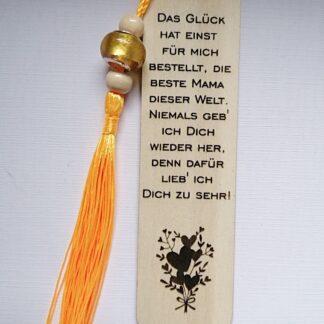 Das Glück
hat einst
für mich
bestellt, die
beste Mama
dieser Welt.
Niemals geb'
ich Dich
wieder her,
denn dafür
lieb' ich
Dich zu sehr!